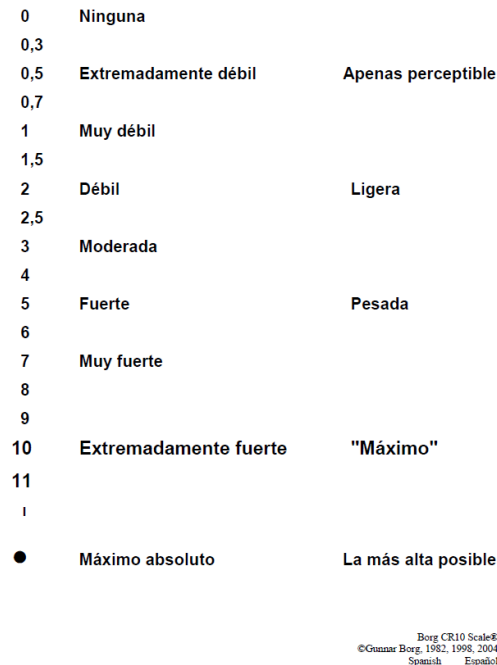 0 Ninguna
0,3
0,5 Extremadamente débil Apenas perceptible
0,7
1 Muy débil
1,5
2 Débil Ligera
2,5
3 Moderada
4
5 Fuerte Pesada
6
7 Muy fuerte
8
9
10 Extremadamente fuerte "Máximo"
11
ı
● Máximo absoluto La más alta posible
Borg CR10 Scale®
©Gunnar Borg, 1982, 1998, 2004
Spanish Español